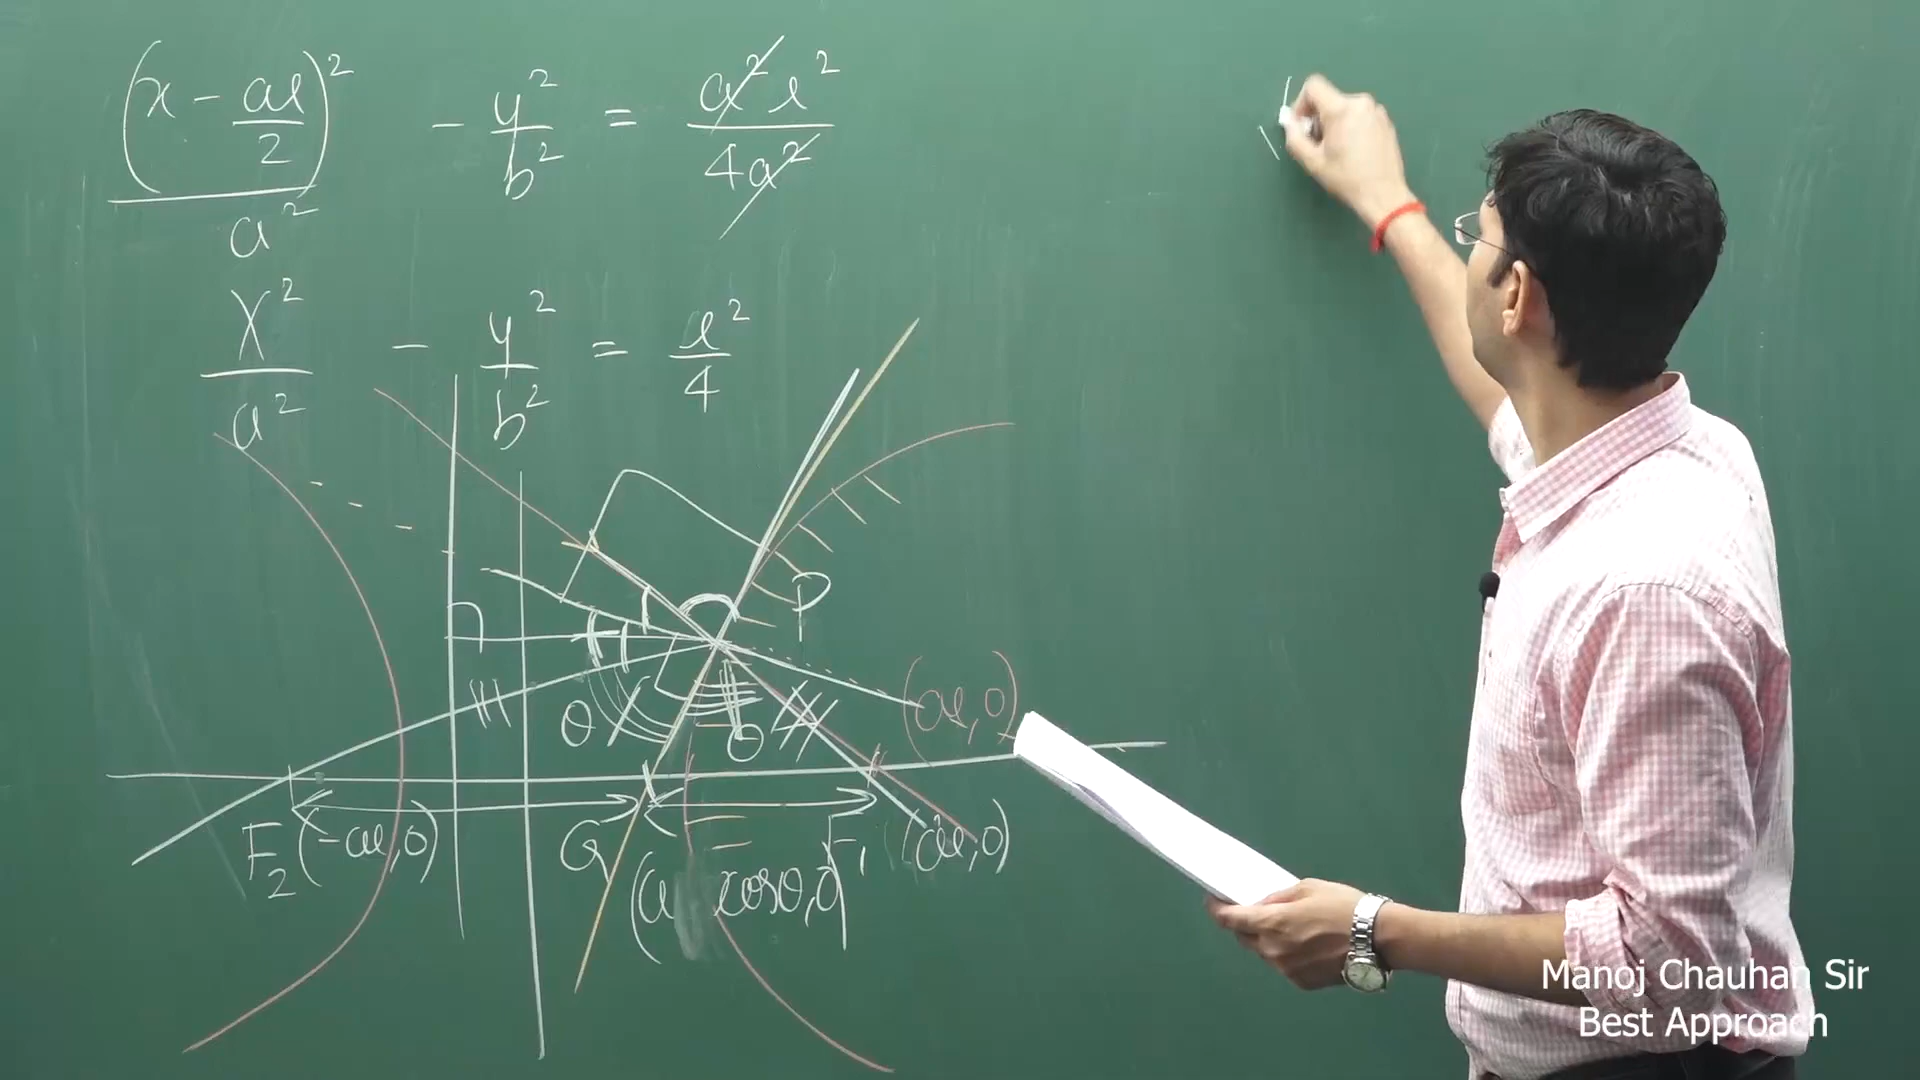 (x - ae/2)² / a² - y²/b² = a²e²/4a²
X²/a² - y²/b² = e²/4
P
θ
θ
(ae,0)
F₂(-ae,0)
G
F₁
(ae,0)
cosθ,0)
Manoj Chauhan Sir
Best Approach